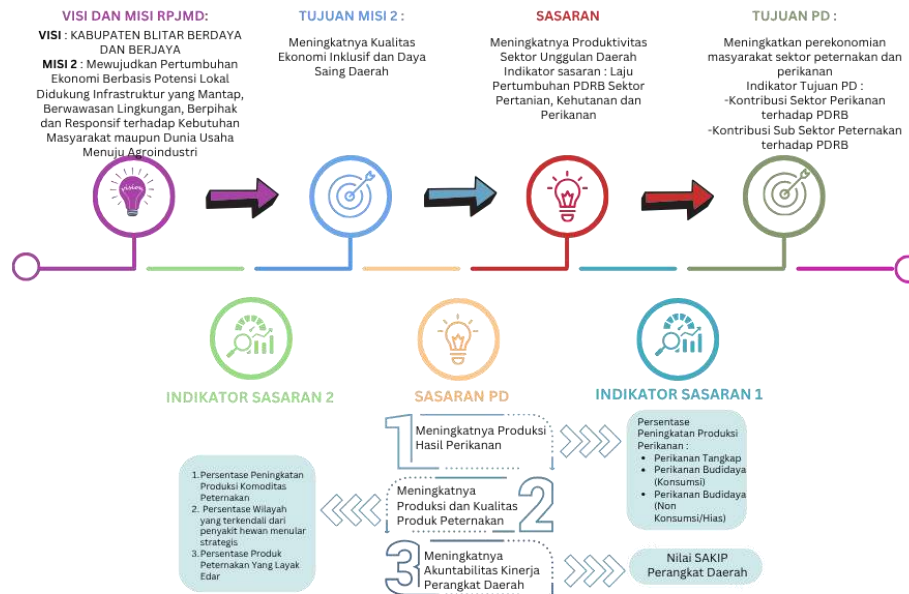 VISI DAN MISI RPJMD:
VISI : KABUPATEN BLITAR BERDAYA
DAN BERJAYA
MISI 2 : Mewujudkan Pertumbuhan
Ekonomi Berbasis Potensi Lokal
Didukung Infrastruktur yang Mantap,
Berwawasan Lingkungan, Berpihak
dan Responsif terhadap Kebutuhan
Masyarakat maupun Dunia Usaha
Menuju Agroindustri
TUJUAN MISI 2 :
Meningkatnya Kualitas
Ekonomi Inklusif dan Daya
Saing Daerah
SASARAN
Meningkatnya Produktivitas
Sektor Unggulan Daerah
Indikator sasaran : Laju
Pertumbuhan PDRB Sektor
Pertanian, Kehutanan dan
Perikanan
TUJUAN PD :
Meningkatkan perekonomian
masyarakat sektor peternakan dan
perikanan
Indikator Tujuan PD :
-Kontribusi Sektor Perikanan
terhadap PDRB
-Kontribusi Sub Sektor Peternakan
terhadap PDRB
vision
INDIKATOR SASARAN 2
SASARAN PD
INDIKATOR SASARAN 1
1
Meningkatnya Produksi
Hasil Perikanan
Persentase
Peningkatan Produksi
Perikanan :
• Perikanan Tangkap
• Perikanan Budidaya
(Konsumsi)
• Perikanan Budidaya
(Non
Konsumsi/Hias)
1. Persentase Peningkatan
Produksi Komoditas
Peternakan
2. Persentase Wilayah
yang terkendali dari
penyakit hewan menular
strategis
3. Persentase Produk
Peternakan Yang Layak
Edar
Meningkatnya
Produksi dan Kualitas
Produk Peternakan
2
3
Meningkatnya
Akuntabilitas Kinerja
Perangkat Daerah
Nilai SAKIP
Perangkat Daerah